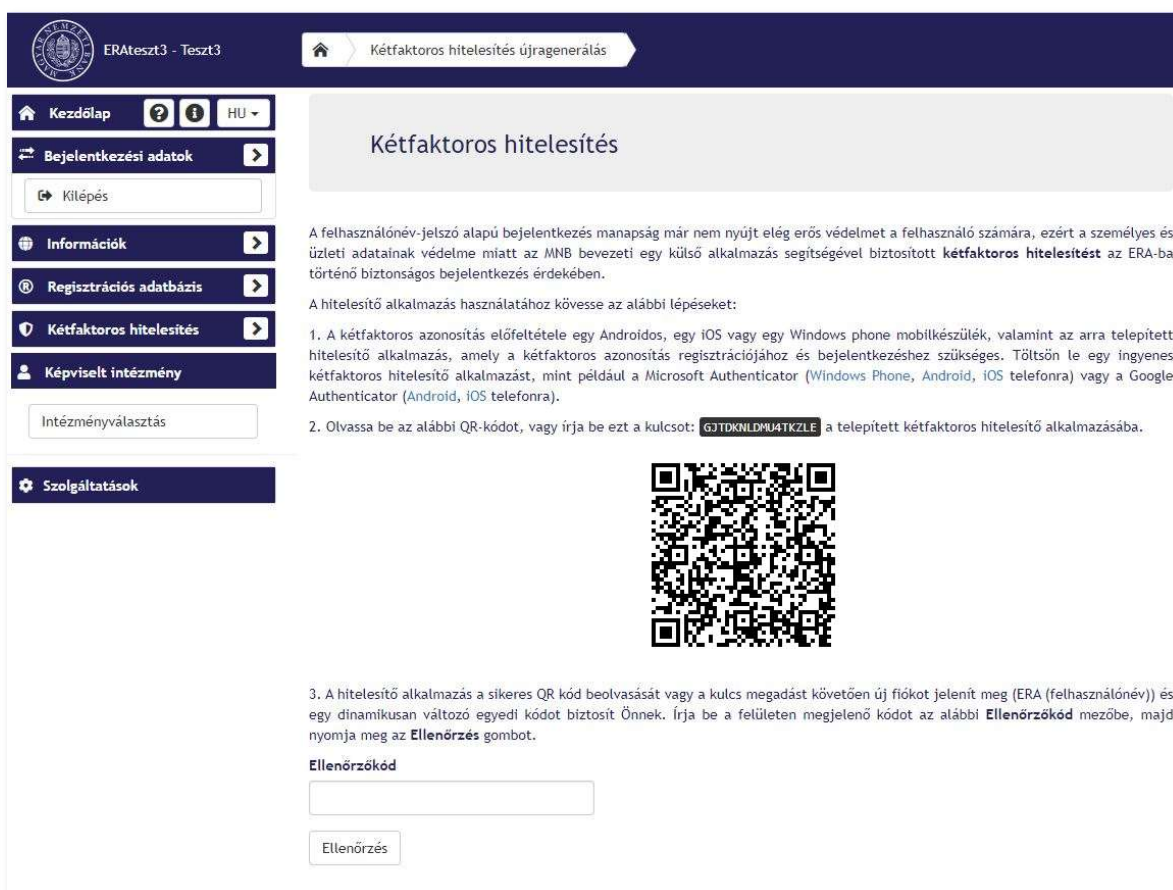 MAGYAR NEMZETI BANK
ERAteszt3 - Teszt3
Kétfaktoros hitelesítés újragenerálás
Kezdőlap
HU
Bejelentkezési adatok
Kilépés
Információk
Regisztrációs adatbázis
Kétfaktoros hitelesítés
Képviselt intézmény
Intézményválasztás
Szolgáltatások
Kétfaktoros hitelesítés
A felhasználónév-jelszó alapú bejelentkezés manapság már nem nyújt elég erős védelmet a felhasználó számára, ezért a személyes és
üzleti adatainak védelme miatt az MNB bevezeti egy külső alkalmazás segítségével biztosított kétfaktoros hitelesítést az ERA-ba
történő biztonságos bejelentkezés érdekében.
A hitelesítő alkalmazás használatához kövesse az alábbi lépéseket:
1. A kétfaktoros azonosítás előfeltétele egy Androidos, egy iOS vagy egy Windows phone mobilkészülék, valamint az arra telepített
hitelesítő alkalmazás, amely a kétfaktoros azonosítás regisztrációjához és bejelentkezéshez szükséges. Töltsön le egy ingyenes
kétfaktoros hitelesítő alkalmazást, mint például a Microsoft Authenticator (Windows Phone, Android, iOS telefonra) vagy a Google
Authenticator (Android, iOS telefonra).
2. Olvassa be az alábbi QR-kódot, vagy írja be ezt a kulcsot: GJTDKNLDMU4TKZLE a telepített kétfaktoros hitelesítő alkalmazásába.
3. A hitelesítő alkalmazás a sikeres QR kód beolvasását vagy a kulcs megadást követően új fiókot jelenít meg (ERA (felhasználónév)) és
egy dinamikusan változó egyedi kódot biztosít Önnek. Írja be a felületen megjelenő kódot az alábbi Ellenőrzőkód mezőbe, majd
nyomja meg az Ellenőrzés gombot.
Ellenőrzőkód
Ellenőrzés